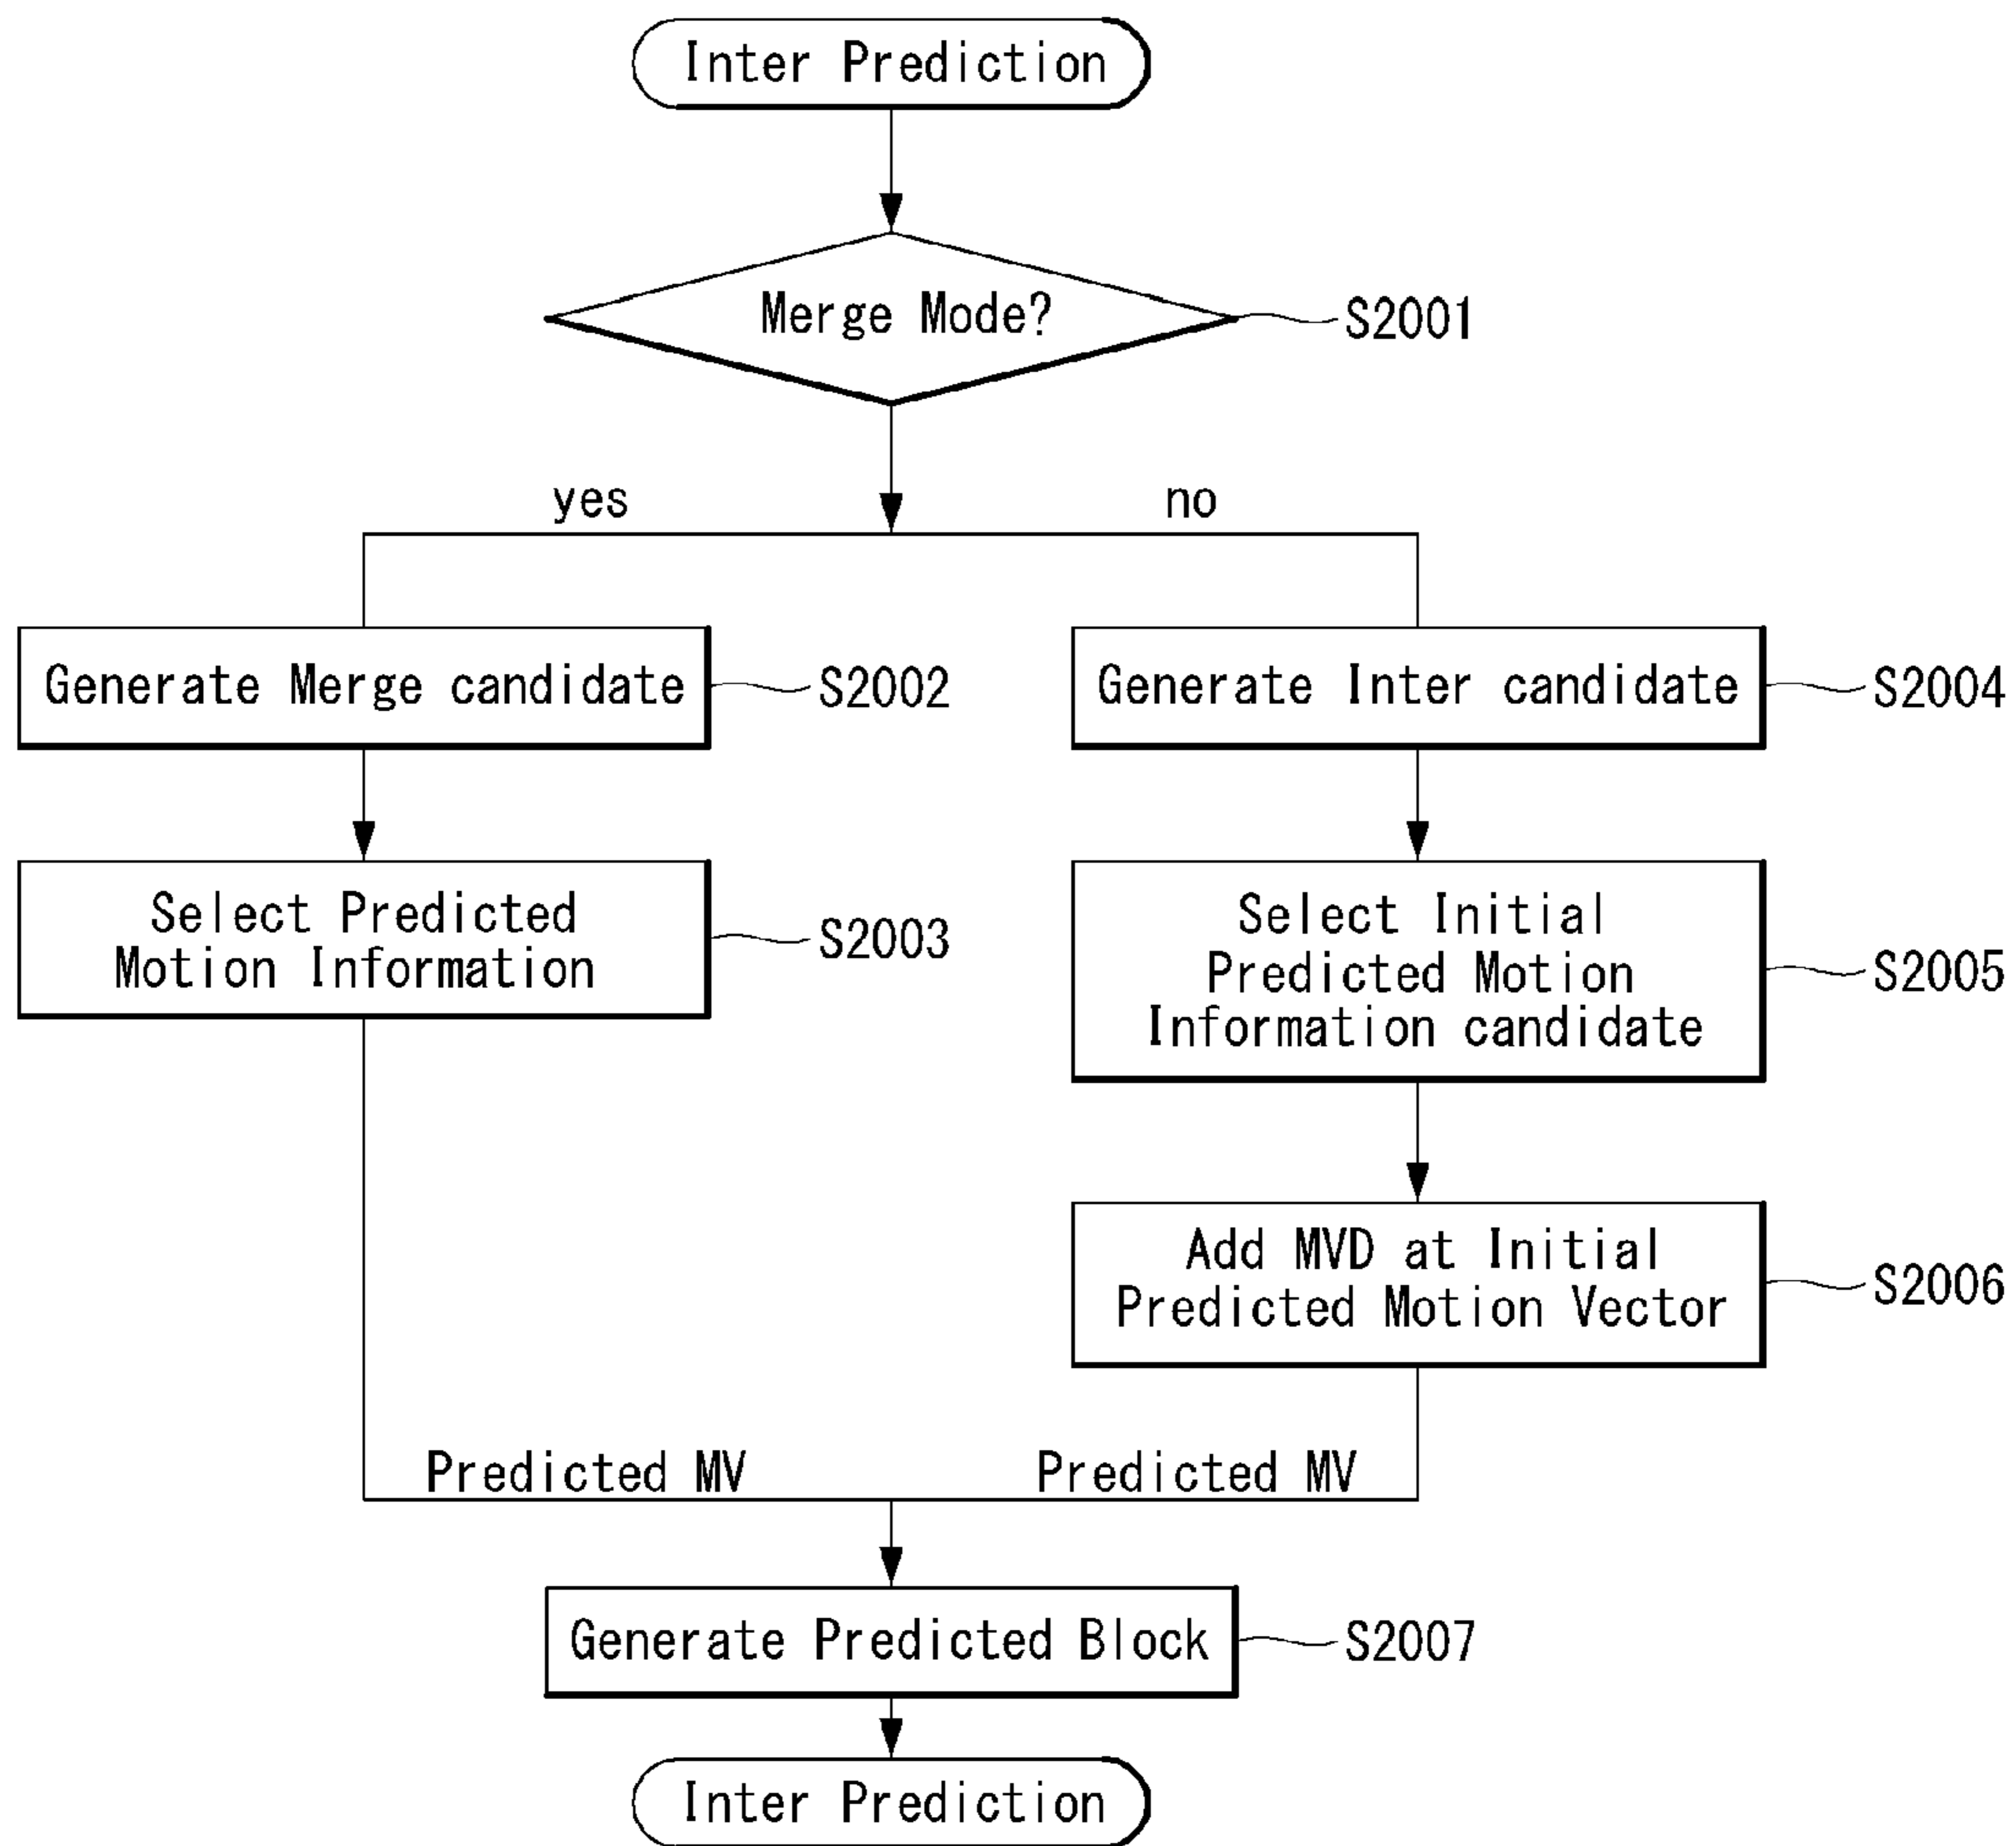 Inter Prediction
Merge Mode?
S2001
yes
no
Generate Merge candidate
S2002
Generate Inter candidate
S2004
Select Predicted
Motion Information
S2003
Select Initial
Predicted Motion
Information candidate
S2005
Add MVD at Initial
Predicted Motion Vector
S2006
Predicted MV
Predicted MV
Generate Predicted Block
S2007
Inter Prediction